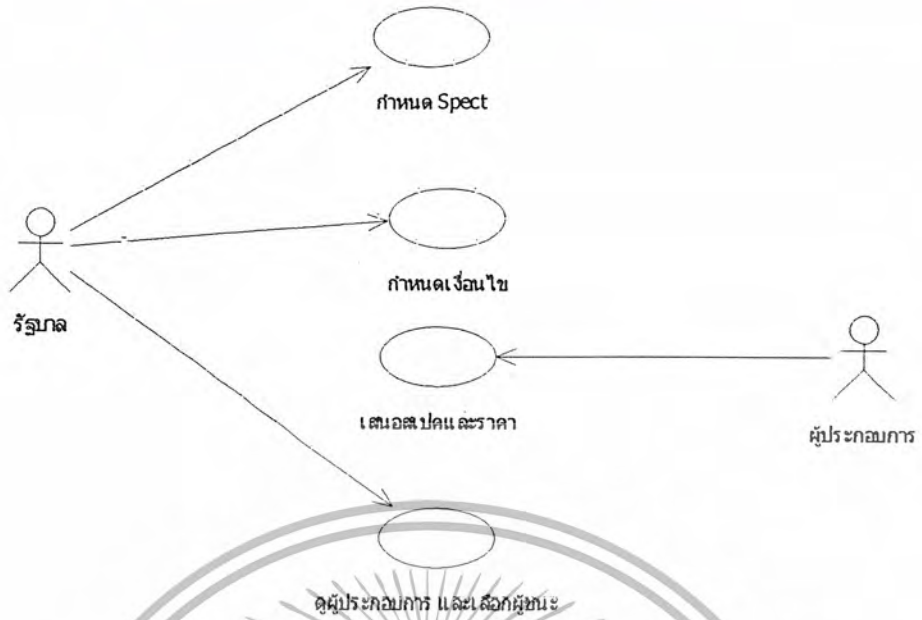 กำหนด Spect
กำหนดเงื่อนไข
รัฐบาล
เสนอสเปคและราคา
ผู้ประกอบการ
ดูผู้ประกอบการ และเลือกผู้ชนะ